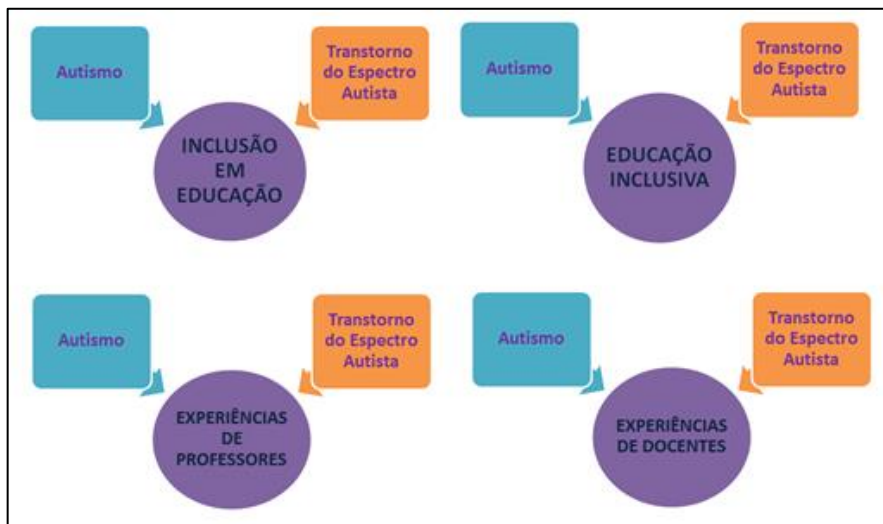 Autismo
Transtorno
do Espectro
Autista
INCLUSÃO
EM
EDUCAÇÃO
Autismo
Transtorno
do Espectro
Autista
EDUCAÇÃO
INCLUSIVA
Autismo
Transtorno
do Espectro
Autista
EXPERIÊNCIAS
DE
PROFESSORES
Autismo
Transtorno
do Espectro
Autista
EXPERIÊNCIAS
DE DOCENTES